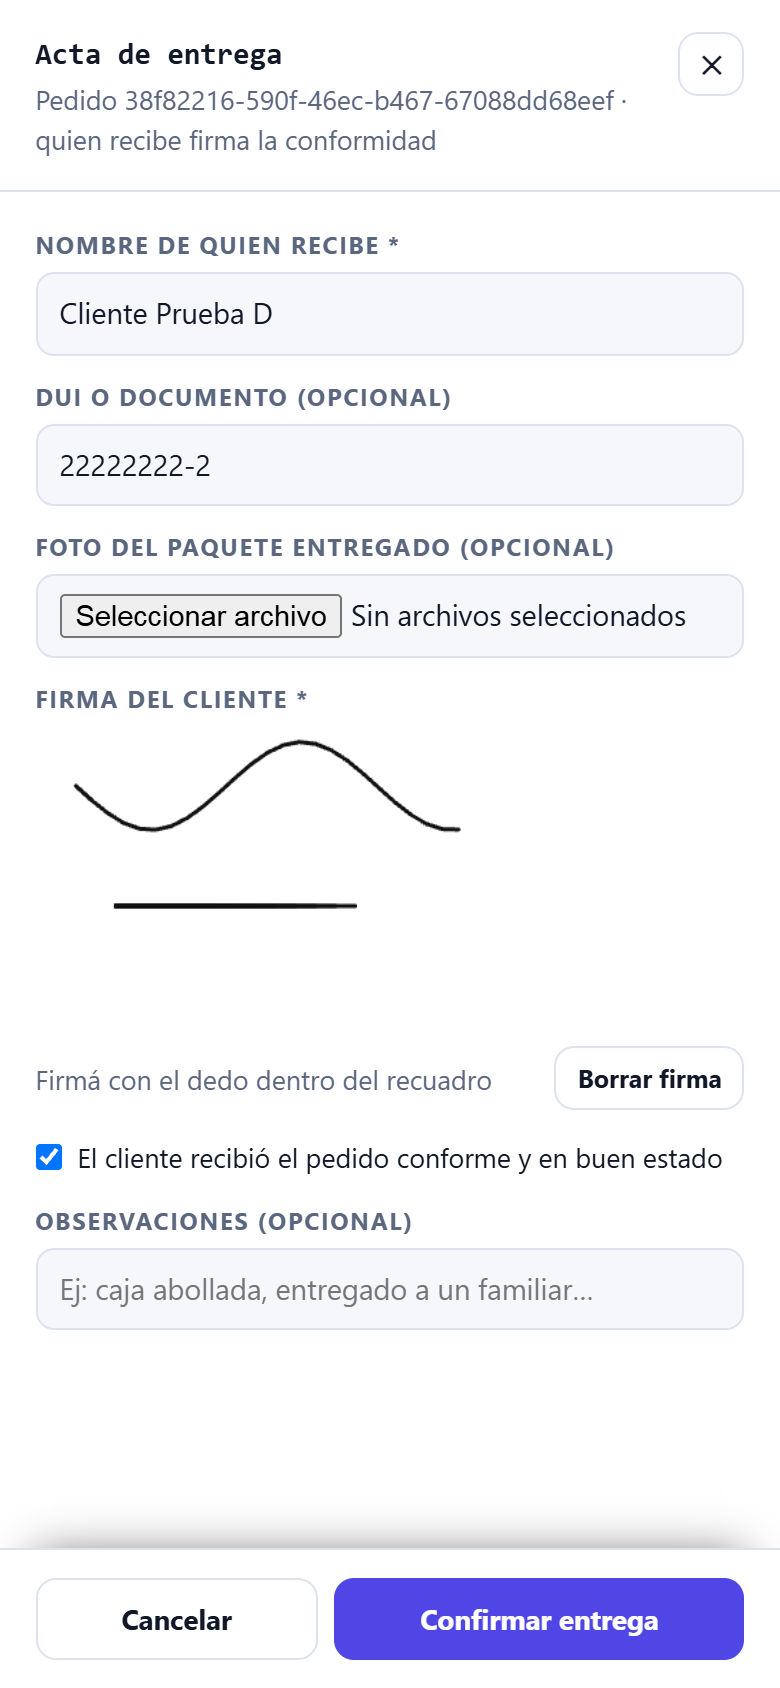 Acta de entrega
Pedido 38f82216-590f-46ec-b467-67088dd68eef ·
quien recibe firma la conformidad
NOMBRE DE QUIEN RECIBE *
Cliente Prueba D
DUI O DOCUMENTO (OPCIONAL)
22222222-2
FOTO DEL PAQUETE ENTREGADO (OPCIONAL)
Seleccionar archivo Sin archivos seleccionados
FIRMA DEL CLIENTE *
Firmá con el dedo dentro del recuadro
Borrar firma
El cliente recibió el pedido conforme y en buen estado
OBSERVACIONES (OPCIONAL)
Ej: caja abollada, entregado a un familiar...
Cancelar
Confirmar entrega